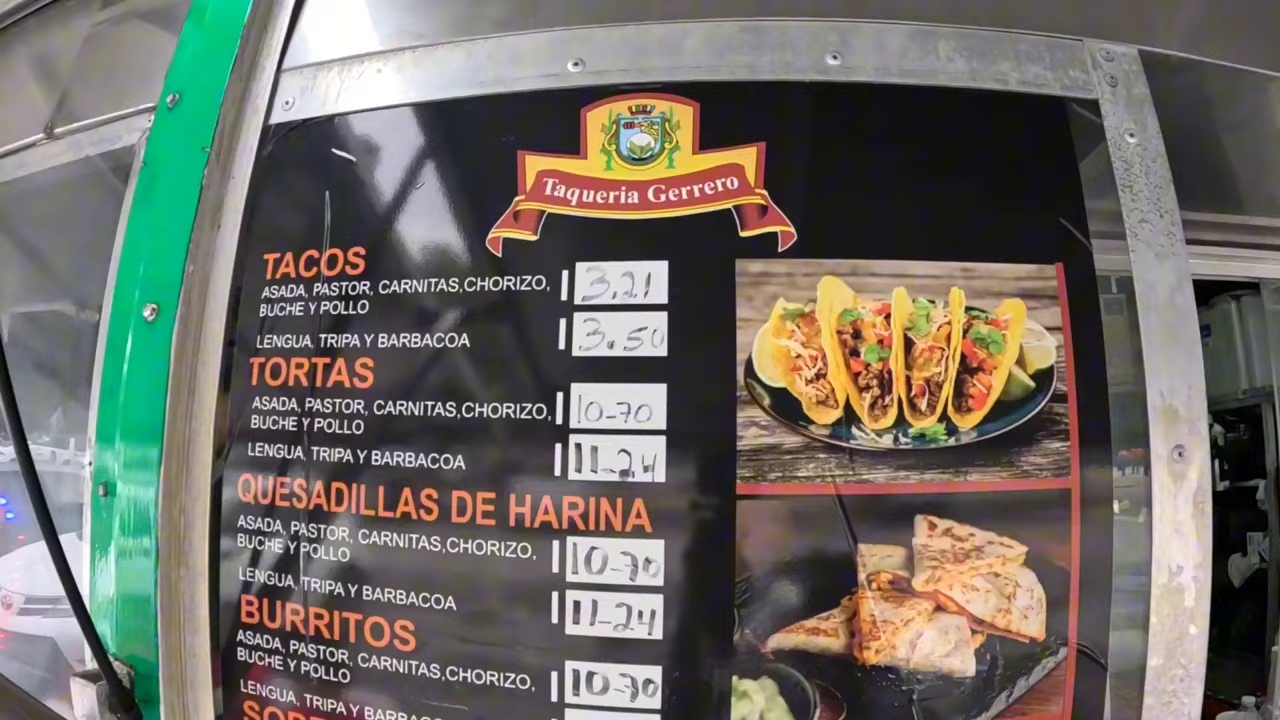 Taqueria Gerrero
TACOS
ASADA, PASTOR, CARNITAS,CHORIZO, 3.21
BUCHE Y POLLO
LENGUA, TRIPA Y BARBACOA 3.50
TORTAS
ASADA, PASTOR, CARNITAS,CHORIZO, 10-70
BUCHE Y POLLO
LENGUA, TRIPA Y BARBACOA 11-24
QUESADILLAS DE HARINA
ASADA, PASTOR, CARNITAS,CHORIZO, 10-70
BUCHE Y POLLO
LENGUA, TRIPA Y BARBACOA 11-24
BURRITOS
ASADA, PASTOR, CARNITAS,CHORIZO, 10-70
BUCHE Y POLLO
LENGUA, TRIPA Y